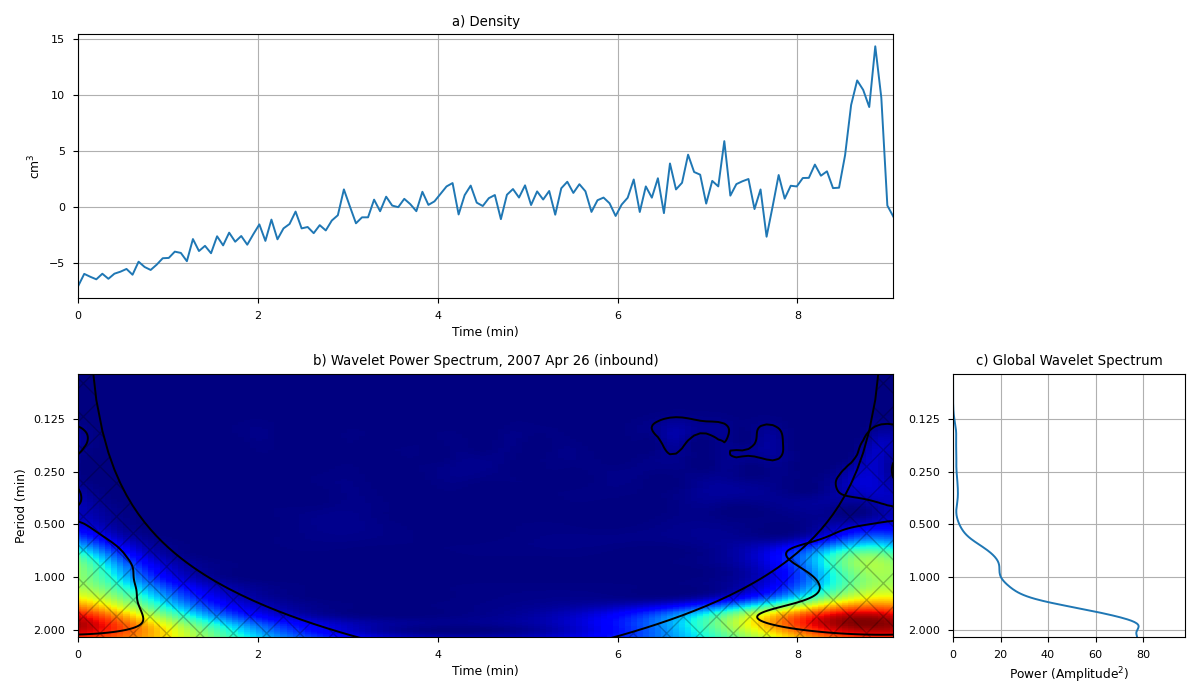 a) Density
15
10
5
0
−5
cm³
0 2 4 6 8
Time (min)
b) Wavelet Power Spectrum, 2007 Apr 26 (inbound)
0.125
0.250
0.500
1.000
2.000
Period (min)
0 2 4 6 8
Time (min)
c) Global Wavelet Spectrum
0.125
0.250
0.500
1.000
2.000
0 20 40 60 80
Power (Amplitude²)